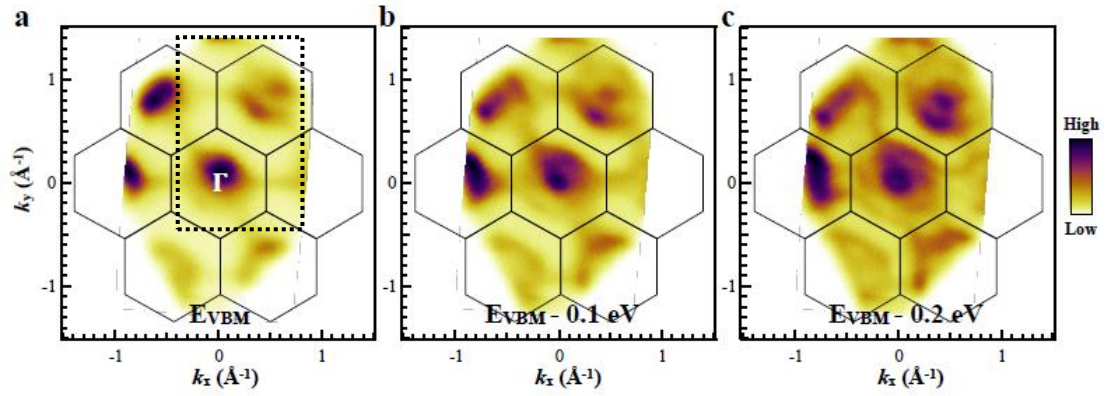 a
b
c
1
0
-1
k_y (Å⁻¹)
Γ
E_VBM
E_VBM - 0.1 eV
E_VBM - 0.2 eV
High
Low
-1 0 1
-1 0 1
-1 0 1
k_x (Å⁻¹)
k_x (Å⁻¹)
k_x (Å⁻¹)